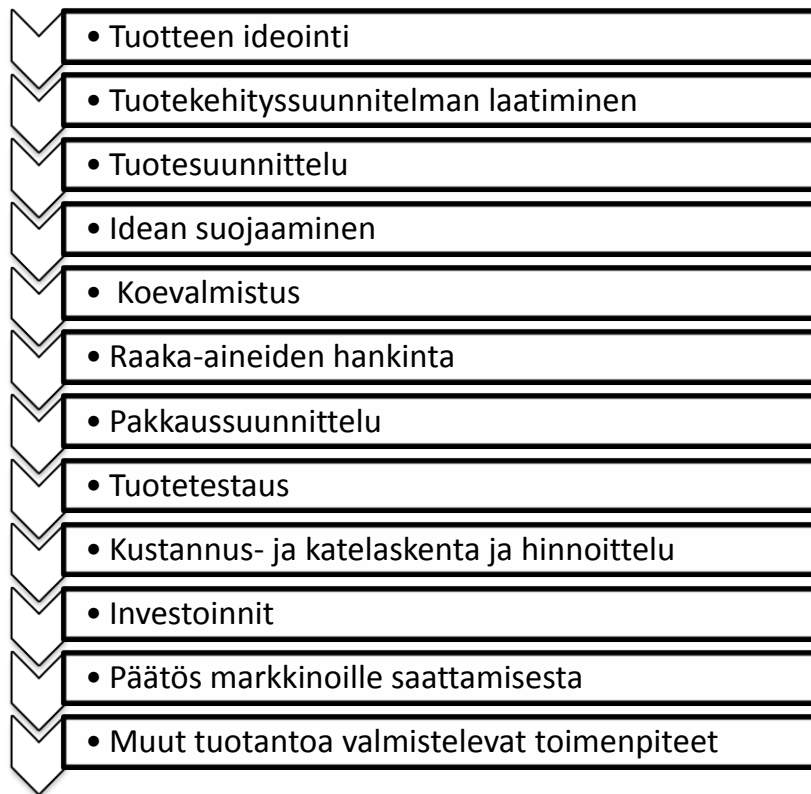 • Tuotteen ideointi
• Tuotekehityssuunnitelman laatiminen
• Tuotesuunnittelu
• Idean suojaaminen
• Koevalmistus
• Raaka-aineiden hankinta
• Pakkaussuunnittelu
• Tuotetestaus
• Kustannus- ja katelaskenta ja hinnoittelu
• Investoinnit
• Päätös markkinoille saattamisesta
• Muut tuotantoa valmistelevat toimenpiteet